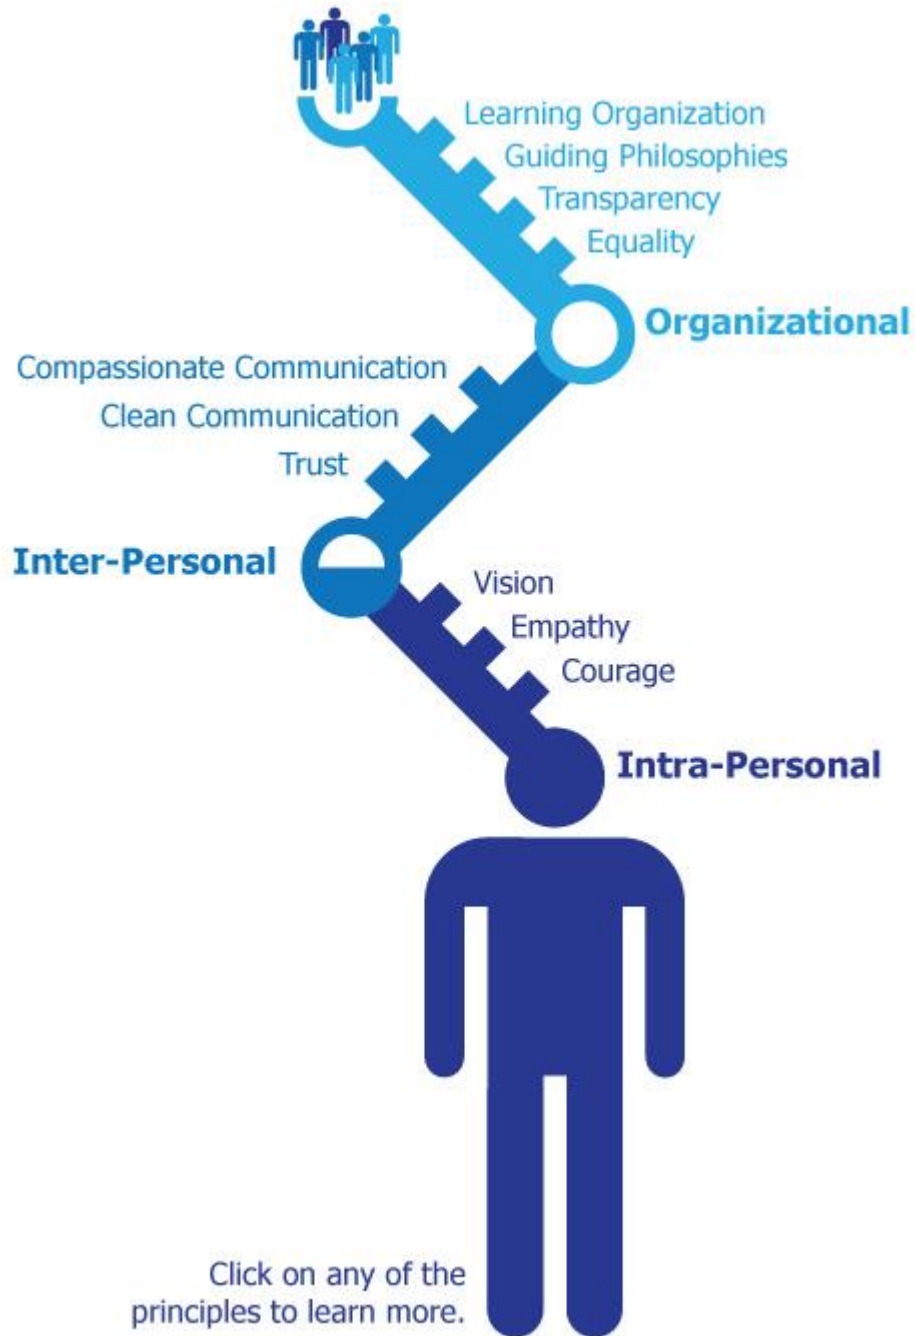 Learning Organization
Guiding Philosophies
Transparency
Equality
Organizational
Compassionate Communication
Clean Communication
Trust
Inter-Personal
Vision
Empathy
Courage
Intra-Personal
Click on any of the
principles to learn more.